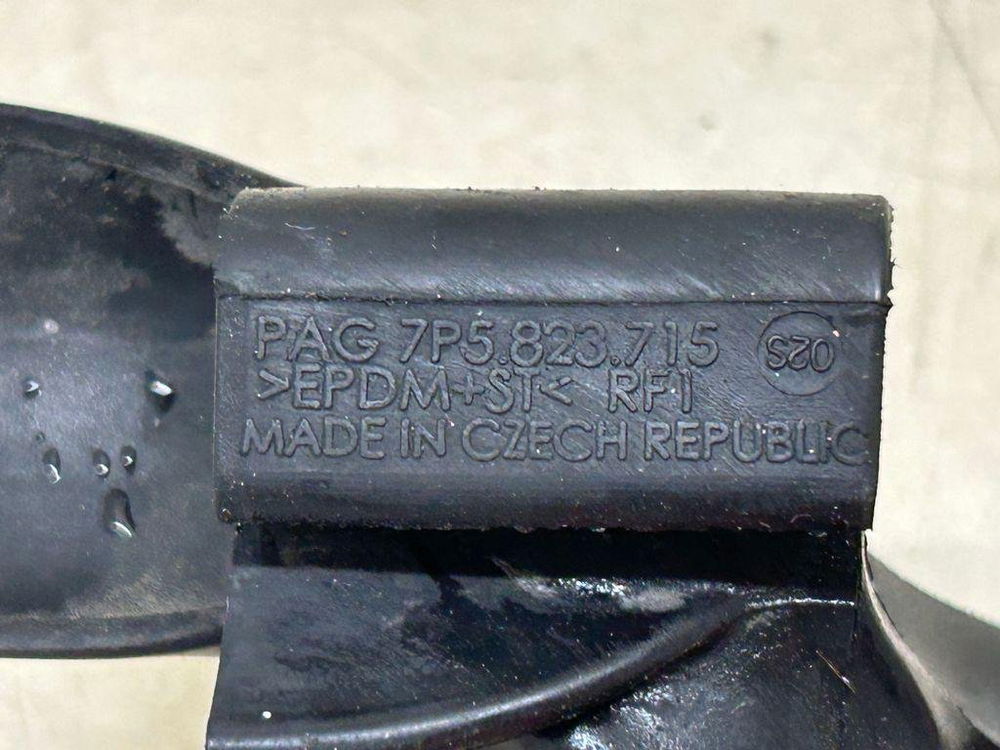 PAG 7P5.823.715
>EPDM+ST< RF1
MADE IN CZECH REPUBLIC